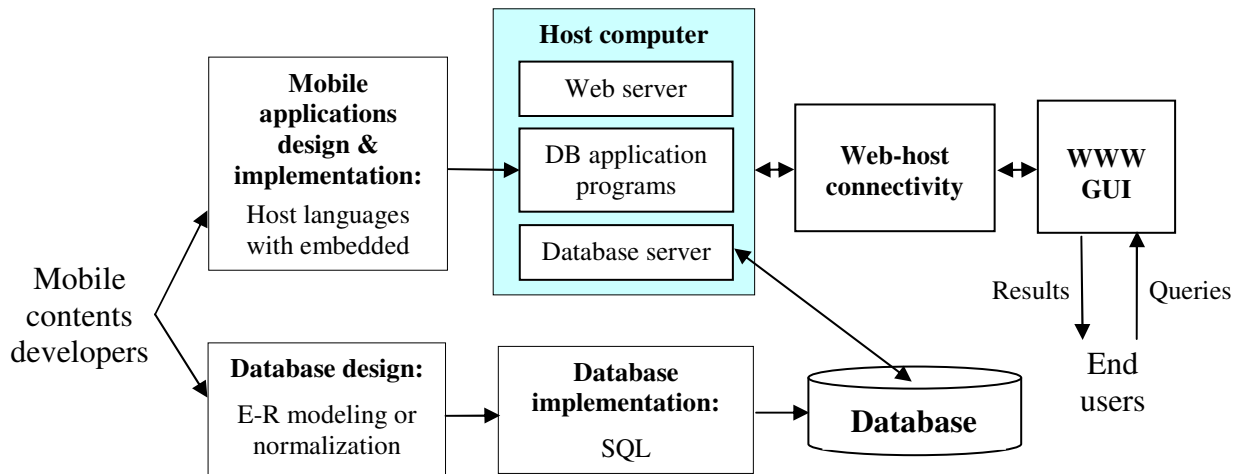 Mobile
applications
design &
implementation:
Host languages
with embedded
Host computer
Web server
DB application
programs
Database server
Web-host
connectivity
WWW
GUI
Results
Queries
End
users
Mobile
contents
developers
Database design:
E-R modeling or
normalization
Database
implementation:
SQL
Database